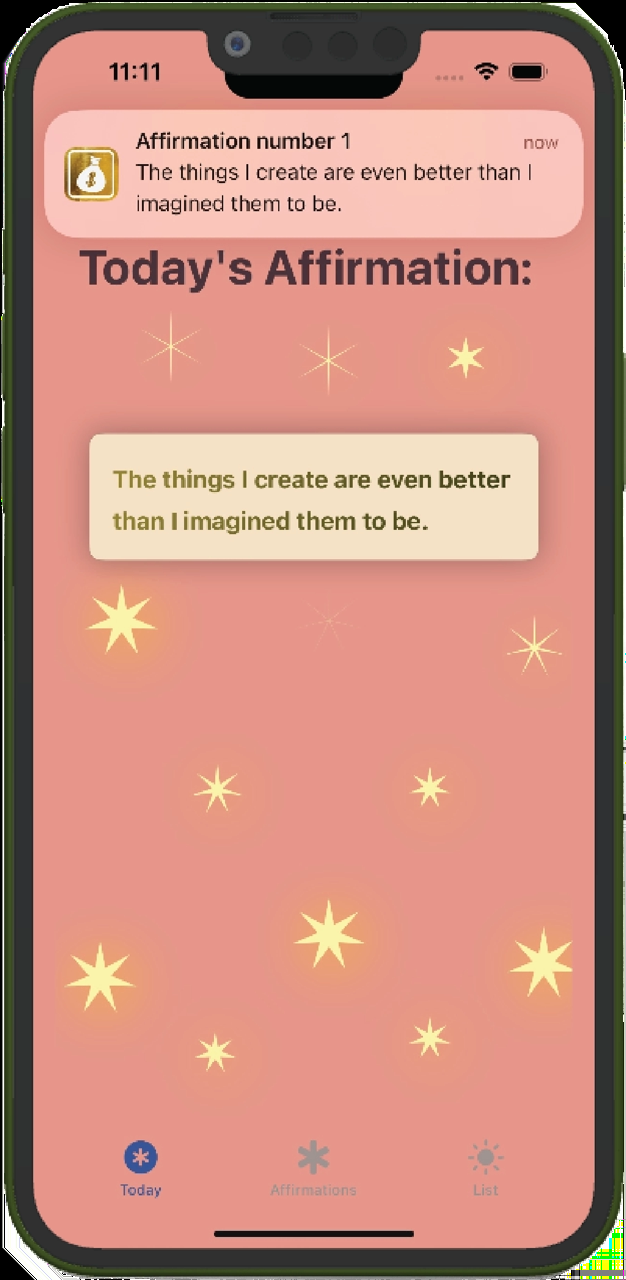 11:11
Affirmation number 1
now
The things I create are even better than I
imagined them to be.
Today's Affirmation:
The things I create are even better
than I imagined them to be.
Today
Affirmations
List